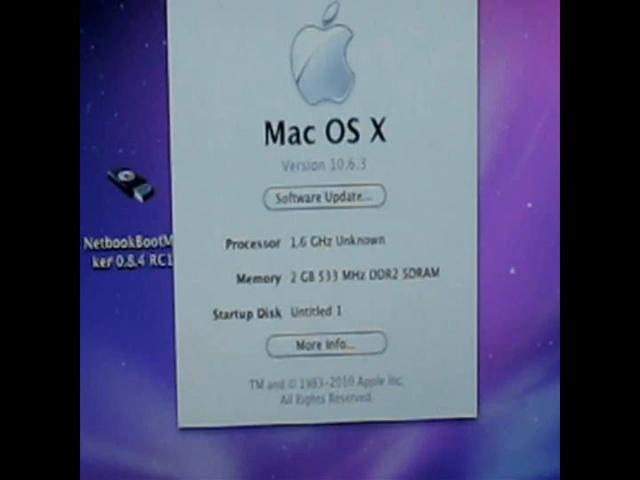 Mac OS X
Version 10.6.3
Software Update...
Processor 1.6 GHz Unknown
Memory 2 GB 533 MHz DDR2 SDRAM
Startup Disk Untitled 1
More Info...
TM and © 1983-2010 Apple Inc.
All Rights Reserved.
NetbookBootM
ker 0.8.4 RC1